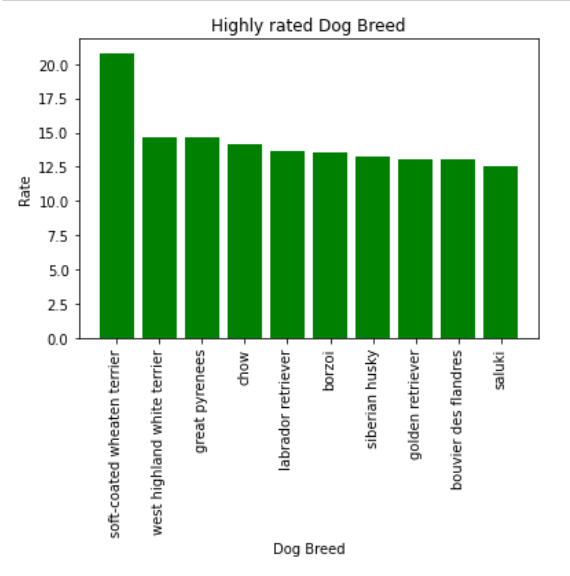 Highly rated Dog Breed
20.0
17.5
15.0
12.5
10.0
7.5
5.0
2.5
0.0
Rate
soft-coated wheaten terrier
west highland white terrier
great pyrenees
chow
labrador retriever
borzoi
siberian husky
golden retriever
bouvier des flandres
saluki
Dog Breed